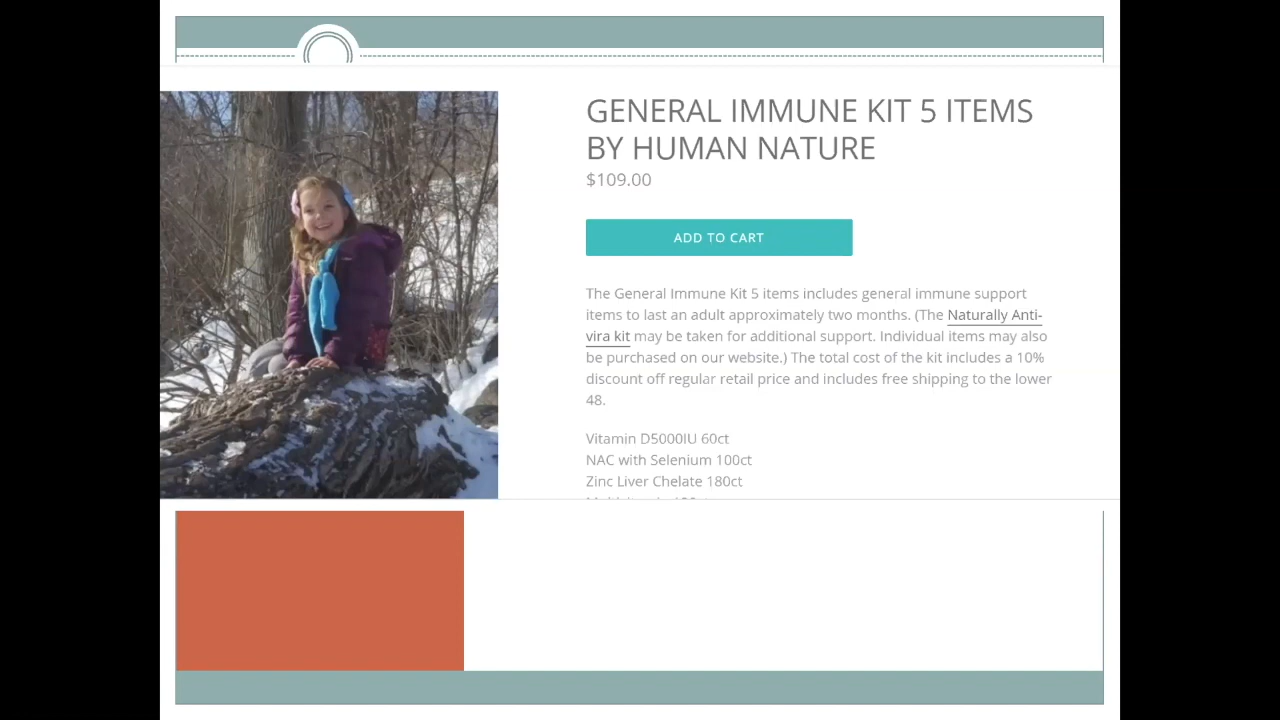 GENERAL IMMUNE KIT 5 ITEMS
BY HUMAN NATURE
$109.00
ADD TO CART
The General Immune Kit 5 items includes general immune support
items to last an adult approximately two months. (The Naturally Anti-
vira kit may be taken for additional support. Individual items may also
be purchased on our website.) The total cost of the kit includes a 10%
discount off regular retail price and includes free shipping to the lower
48.
Vitamin D5000IU 60ct
NAC with Selenium 100ct
Zinc Liver Chelate 180ct